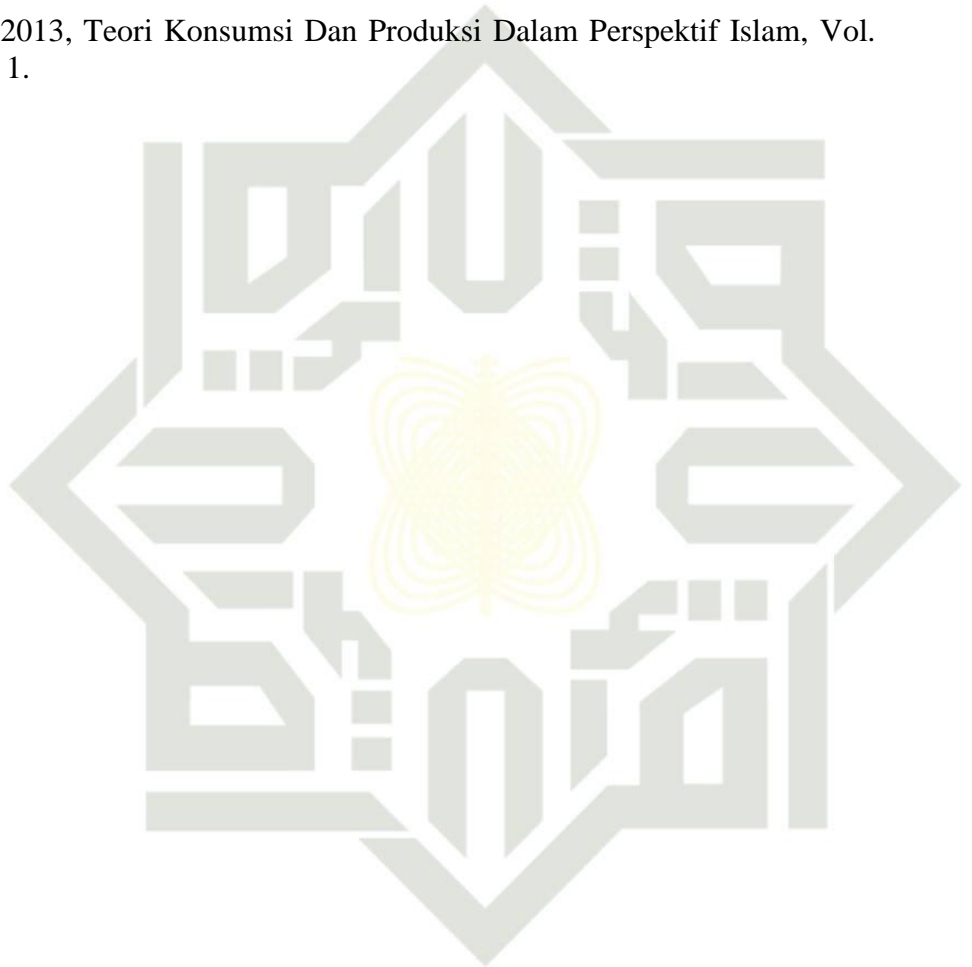 2013, Teori Konsumsi Dan Produksi Dalam Perspektif Islam, Vol.
1.